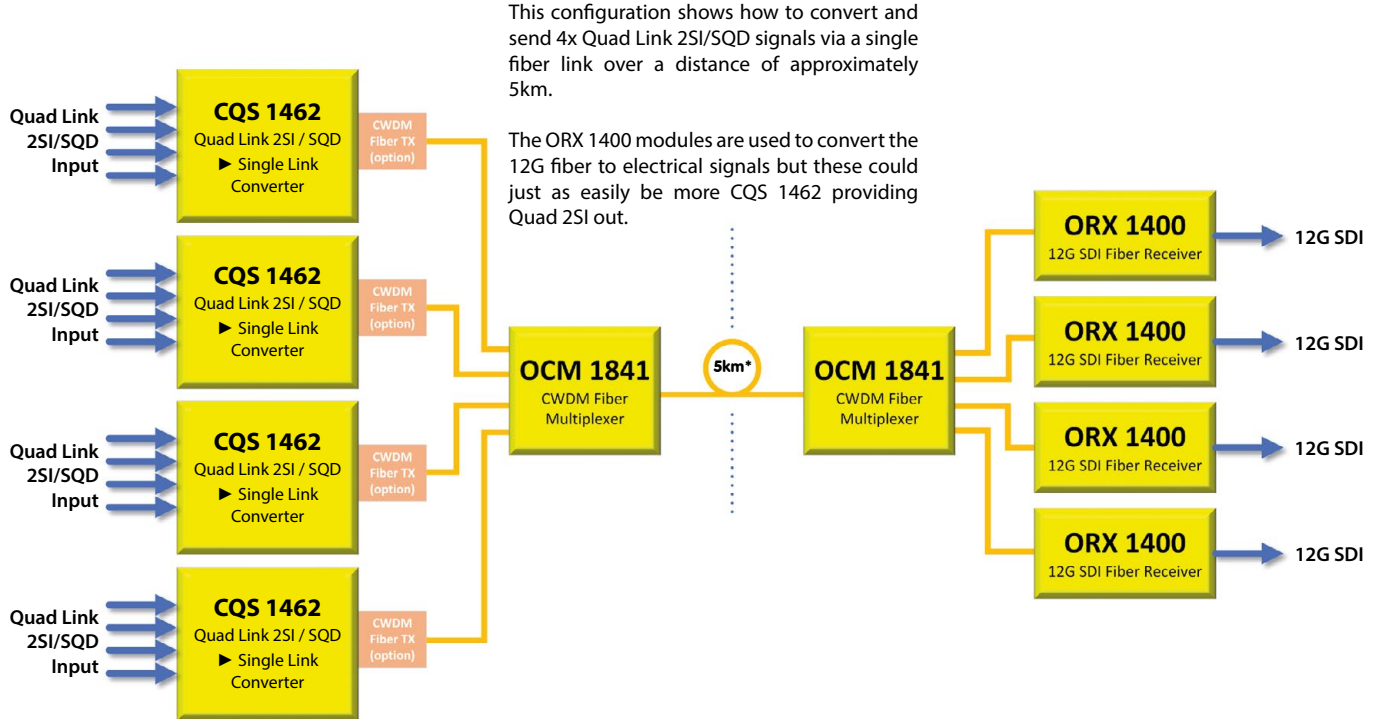 This configuration shows how to convert and
send 4x Quad Link 2SI/SQD signals via a single
fiber link over a distance of approximately
5km.
The ORX 1400 modules are used to convert the
12G fiber to electrical signals but these could
just as easily be more CQS 1462 providing
Quad 2SI out.
Quad Link
2SI/SQD
Input
CQS 1462
Quad Link 2SI / SQD
► Single Link
Converter
CWDM
Fiber TX
(option)
Quad Link
2SI/SQD
Input
CQS 1462
Quad Link 2SI / SQD
► Single Link
Converter
CWDM
Fiber TX
(option)
Quad Link
2SI/SQD
Input
CQS 1462
Quad Link 2SI / SQD
► Single Link
Converter
CWDM
Fiber TX
(option)
Quad Link
2SI/SQD
Input
CQS 1462
Quad Link 2SI / SQD
► Single Link
Converter
CWDM
Fiber TX
(option)
OCM 1841
CWDM Fiber
Multiplexer
5km*
OCM 1841
CWDM Fiber
Multiplexer
ORX 1400
12G SDI Fiber Receiver
12G SDI
ORX 1400
12G SDI Fiber Receiver
12G SDI
ORX 1400
12G SDI Fiber Receiver
12G SDI
ORX 1400
12G SDI Fiber Receiver
12G SDI